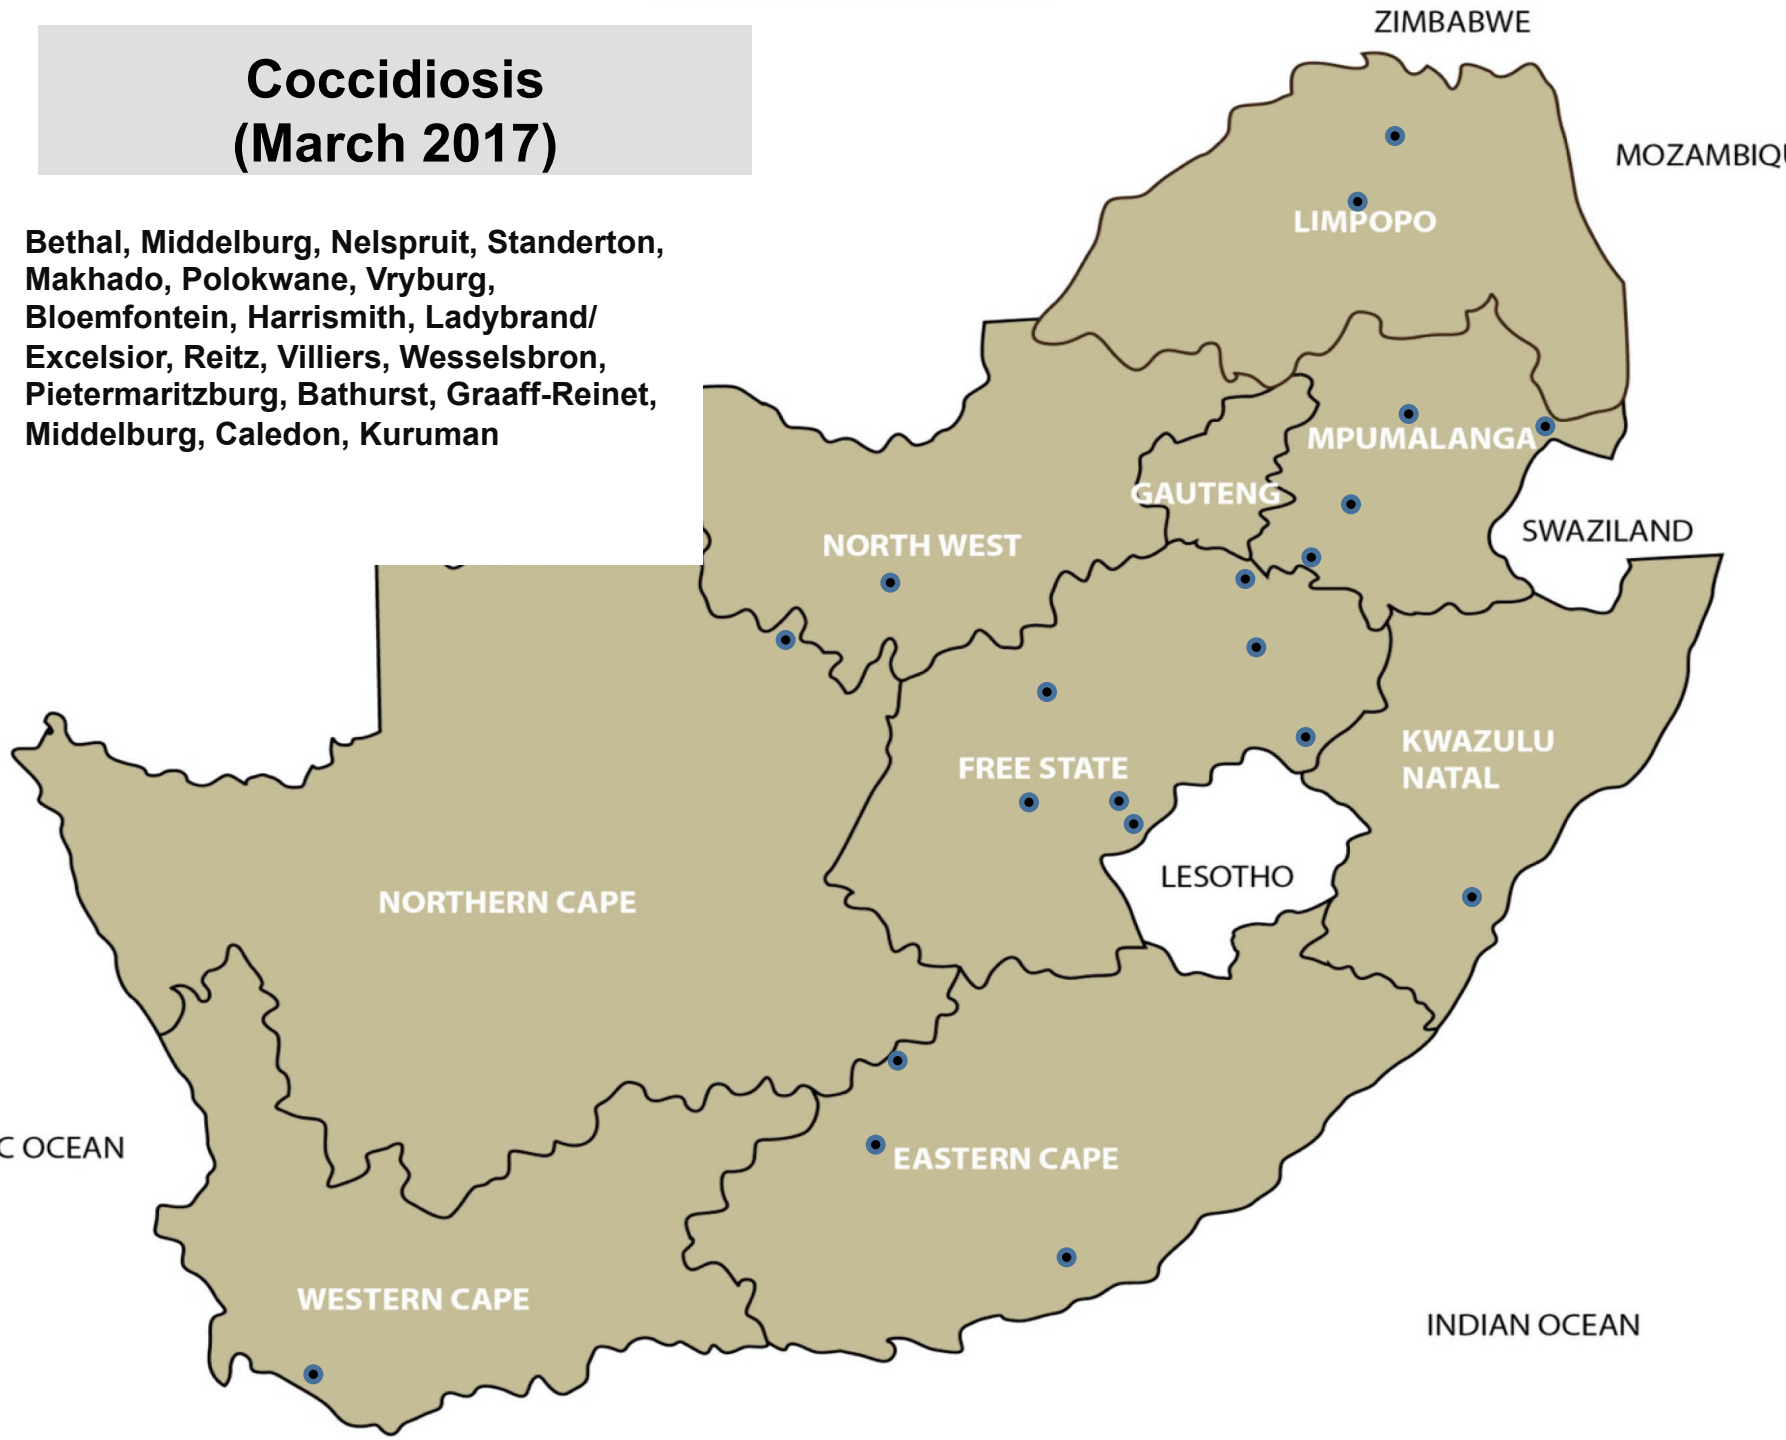 Coccidiosis
(March 2017)
Bethal, Middelburg, Nelspruit, Standerton,
Makhado, Polokwane, Vryburg,
Bloemfontein, Harrismith, Ladybrand/
Excelsior, Reitz, Villiers, Wesselsbron,
Pietermaritzburg, Bathurst, Graaff-Reinet,
Middelburg, Caledon, Kuruman
ZIMBABWE
MOZAMBIQU
LIMPOPO
MPUMALANGA
GAUTENG
SWAZILAND
NORTH WEST
KWAZULU
NATAL
FREE STATE
LESOTHO
NORTHERN CAPE
C OCEAN
EASTERN CAPE
WESTERN CAPE
INDIAN OCEAN